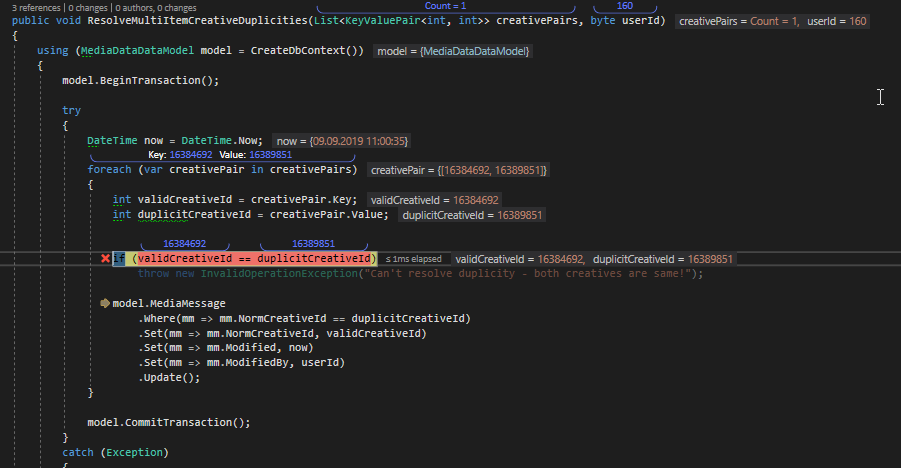 Count = 1 160
3 references | 0 changes | 0 authors, 0 changes
public void ResolveMultiItemCreativeDuplicities(List<KeyValuePair<int, int>> creativePairs, byte userId) creativePairs = Count = 1, userId = 160
{
using (MediaDataDataModel model = CreateDbContext()) model = {MediaDataDataModel}
{
model.BeginTransaction();
try
{
DateTime now = DateTime.Now; now = {09.09.2019 11:00:35}
Key: 16384692 Value: 16389851
foreach (var creativePair in creativePairs) creativePair = {[16384692, 16389851]}
{
int validCreativeId = creativePair.Key; validCreativeId = 16384692
int duplicitCreativeId = creativePair.Value; duplicitCreativeId = 16389851
16384692 16389851
if (validCreativeId == duplicitCreativeId) ≤ 1ms elapsed validCreativeId = 16384692, duplicitCreativeId = 16389851
throw new InvalidOperationException("Can't resolve duplicity - both creatives are same!");
model.MediaMessage
.Where(mm => mm.NormCreativeId == duplicitCreativeId)
.Set(mm => mm.NormCreativeId, validCreativeId)
.Set(mm => mm.Modified, now)
.Set(mm => mm.ModifiedBy, userId)
.Update();
}
model.CommitTransaction();
}
catch (Exception)
{